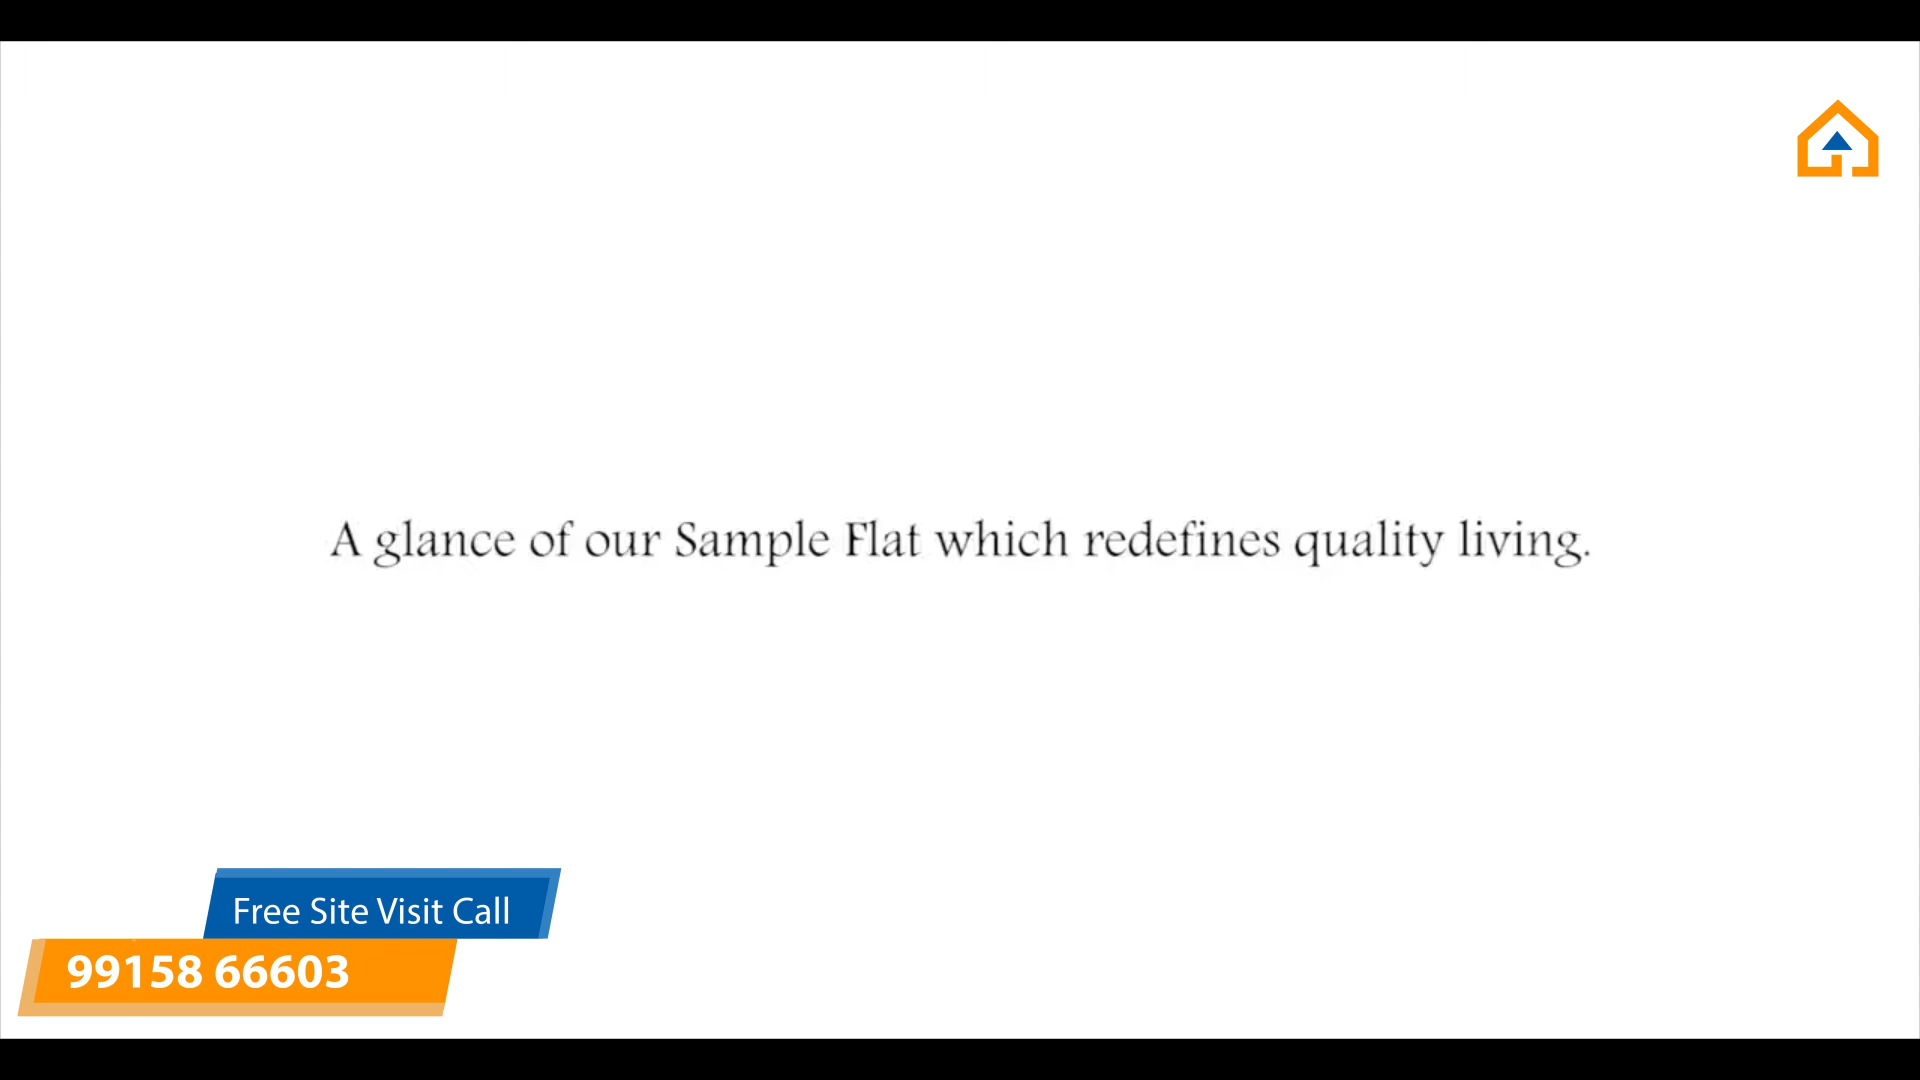 A glance of our Sample Flat which redefines quality living.
Free Site Visit Call
99158 66603